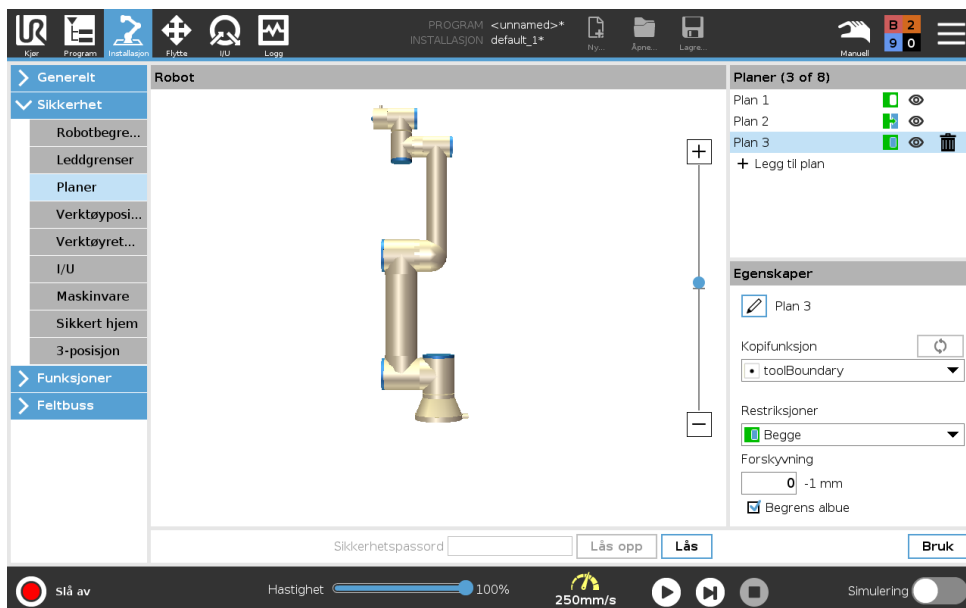 UR
PROGRAM <unnamed>*
INSTALLASJON default_1*
Kjør Program Installasjon Flytte I/U Logg Ny... Åpne... Lagre... Manuell
B 2
9 0
Generelt
Sikkerhet
Robotbegre...
Leddgrenser
Planer
Verktøyposi...
Verktøyret...
I/U
Maskinvare
Sikkert hjem
3-posisjon
Funksjoner
Feltbuss
Robot
Planer (3 of 8)
Plan 1
Plan 2
Plan 3
Legg til plan
Egenskaper
Plan 3
Kopifunksjon
toolBoundary
Restriksjoner
Begge
Forskyvning
0 -1 mm
Begrens albue
Sikkerhetspassord Lås opp Lås Bruk
Slå av Hastighet 100% 250mm/s Simulering